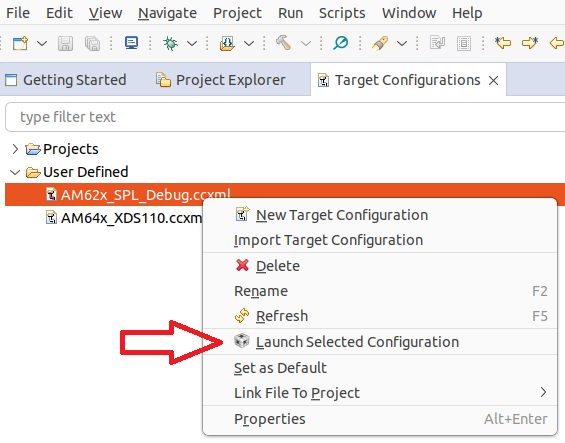 File Edit View Navigate Project Run Scripts Window Help
Getting Started Project Explorer Target Configurations
type filter text
Projects
User Defined
AM62x_SPL_Debug.ccxml
AM64x_XDS110.ccxm
New Target Configuration
Import Target Configuration
Delete
Rename F2
Refresh F5
Launch Selected Configuration
Set as Default
Link File To Project
Properties Alt+Enter